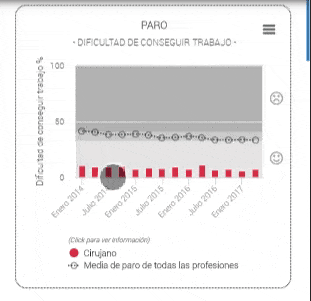 PARO
- DIFICULTAD DE CONSEGUIR TRABAJO -
Dificultad de conseguir trabajo %
100
50
0
Enero 2014
Julio 2014
Enero 2015
Julio 2015
Enero 2016
Julio 2016
Enero 2017
(Click para ver información)
Cirujano
Media de paro de todas las profesiones